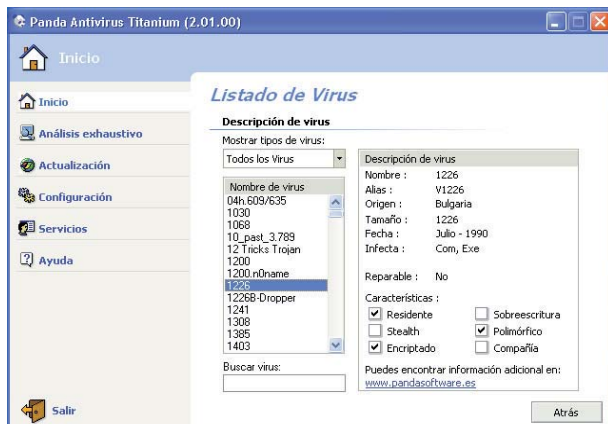 Panda Antivirus Titanium (2.01.00)
Inicio
Inicio
Análisis exhaustivo
Actualización
Configuración
Servicios
Ayuda
Salir
Listado de Virus
Descripción de virus
Mostrar tipos de virus:
Todos los Virus
Nombre de virus
04h.609/635
1030
1068
10_past_3.789
12 Tricks Trojan
1200
1200.n0name
1226
1226B-Dropper
1241
1308
1385
1403
Buscar virus:
Descripción de virus
Nombre : 1226
Alias : V1226
Origen : Bulgaria
Tamaño : 1226
Fecha : Julio - 1990
Infecta : Com, Exe
Reparable : No
Características :
Residente Sobreescritura
Stealth Polimórfico
Encriptado Compañía
Puedes encontrar información adicional en:
www.pandasoftware.es
Atrás